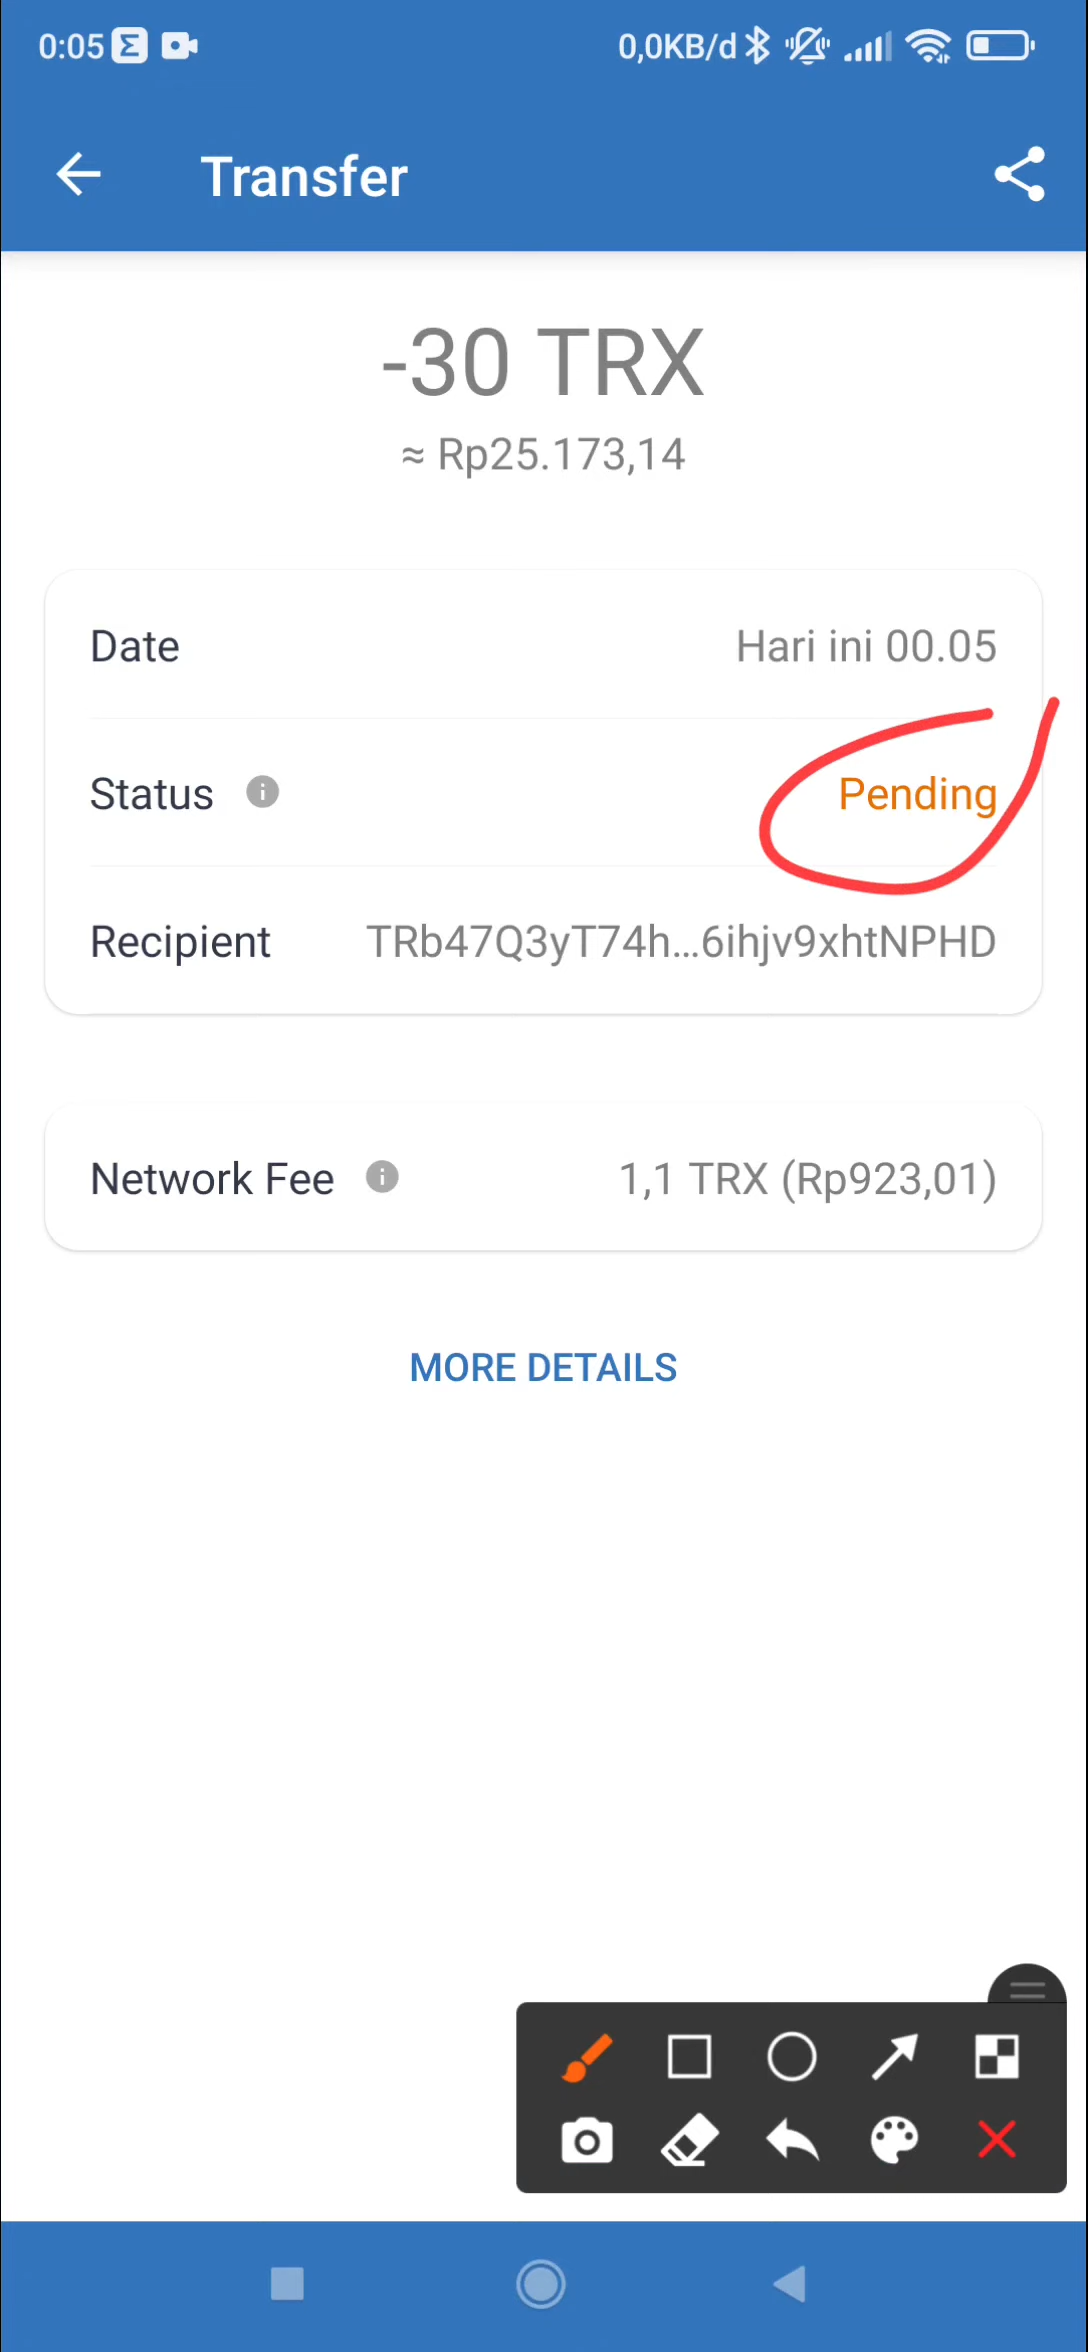 0:05 0,0KB/d
Transfer
-30 TRX
≈ Rp25.173,14
Date Hari ini 00.05
Status Pending
Recipient TRb47Q3yT74h...6ihjv9xhtNPHD
Network Fee 1,1 TRX (Rp923,01)
MORE DETAILS